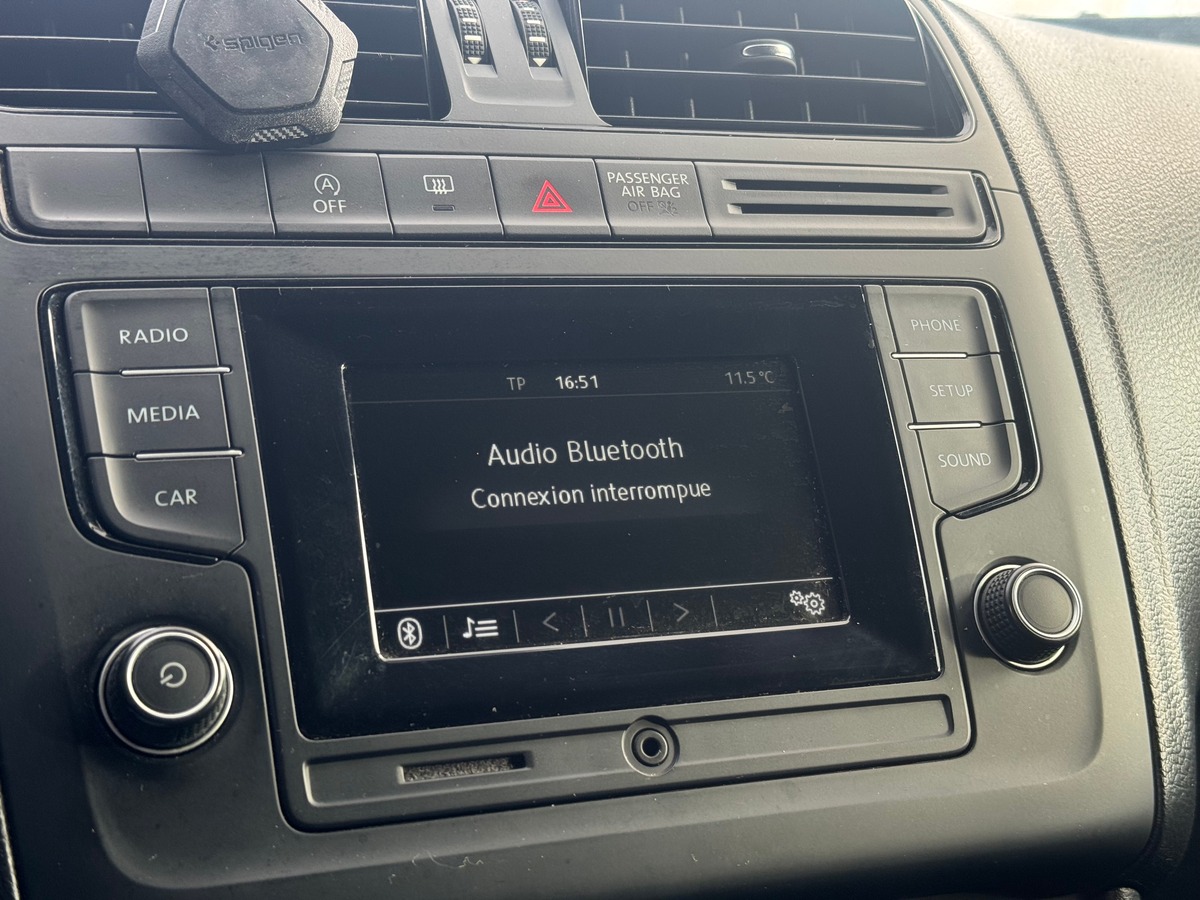 spigen
A
OFF
PASSENGER
AIR BAG
OFF
RADIO
MEDIA
CAR
TP 16:51 11.5°C
Audio Bluetooth
Connexion interrompue
PHONE
SETUP
SOUND